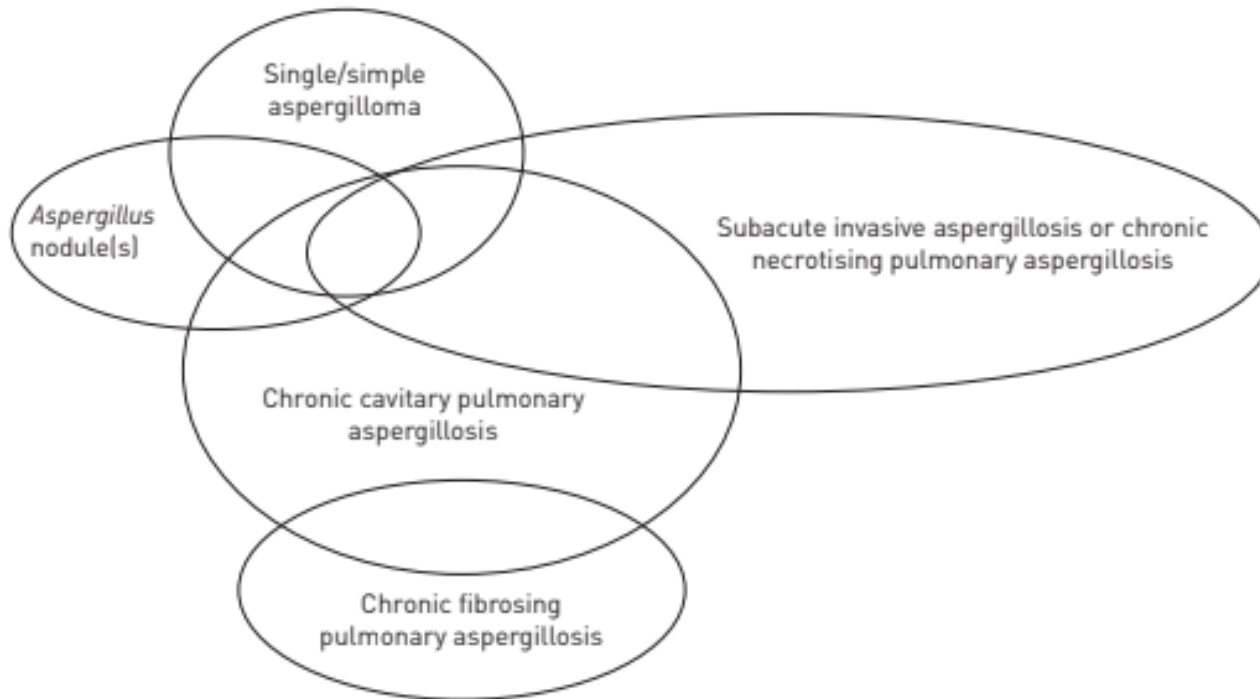 Single/simple
aspergilloma
Aspergillus
nodule(s)
Subacute invasive aspergillosis or chronic
necrotising pulmonary aspergillosis
Chronic cavitary pulmonary
aspergillosis
Chronic fibrosing
pulmonary aspergillosis